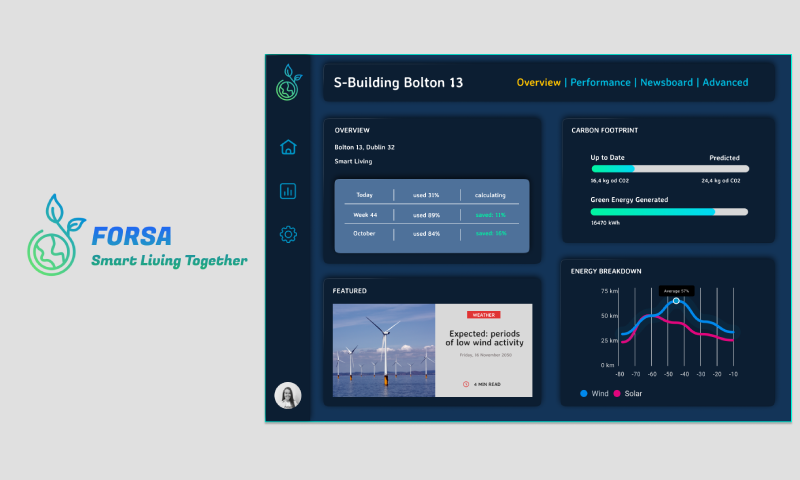 FORSA
Smart Living Together
S-Building Bolton 13
Overview | Performance | Newsboard | Advanced
OVERVIEW
Bolton 13, Dublin 32
Smart Living
Today used 31% calculating
Week 44 used 89% saved 11%
October used 84% saved 16%
FEATURED
WEATHER
Expected: periods
of low wind activity
Friday, 16 November 2020
4 MIN READ
CARBON FOOTPRINT
Up to Date Predicted
16,4 kg od CO2 24,4 kg od CO2
Green Energy Generated
16470 kWh
ENERGY BREAKDOWN
Average 57%
75 km
50 km
25 km
0 km
-80 -70 -60 -50 -40 -30 -20 -10
Wind Solar